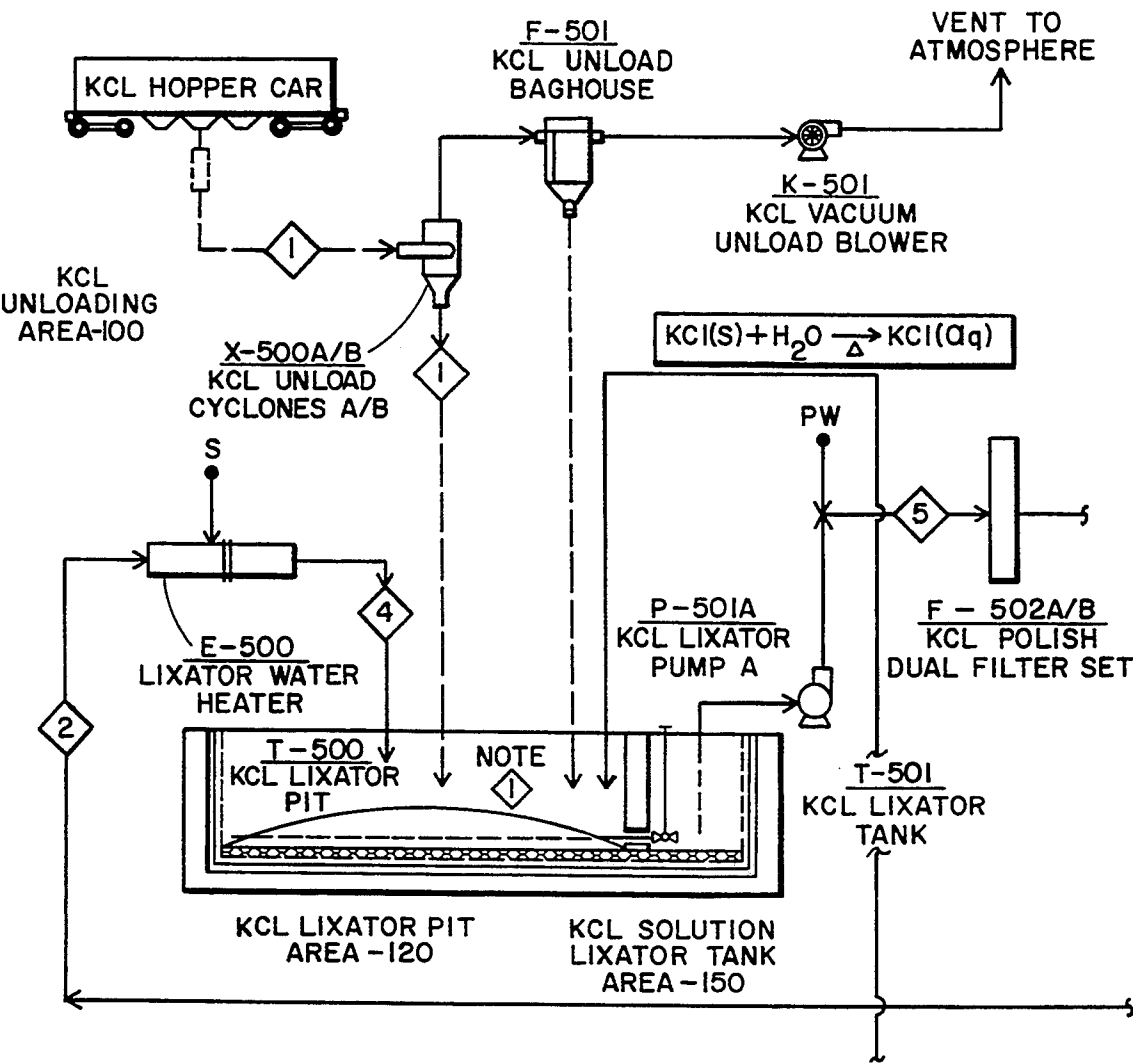 VENT TO
ATMOSPHERE
F-501
KCL UNLOAD
BAGHOUSE
KCL HOPPER CAR
K-501
KCL VACUUM
UNLOAD BLOWER
1
KCL
UNLOADING
AREA-100
KCl(S)+H2O → KCl(aq)
Δ
X-500A/B
KCL UNLOAD
CYCLONES A/B
1
PW
S
5
4
P-501A
KCL LIXATOR
PUMP A
F - 502A/B
KCL POLISH
DUAL FILTER SET
E-500
LIXATOR WATER
HEATER
2
T-500
KCL LIXATOR
PIT
NOTE
1
T-501
KCL LIXATOR
TANK
KCL LIXATOR PIT
AREA-120
KCL SOLUTION
LIXATOR TANK
AREA-150